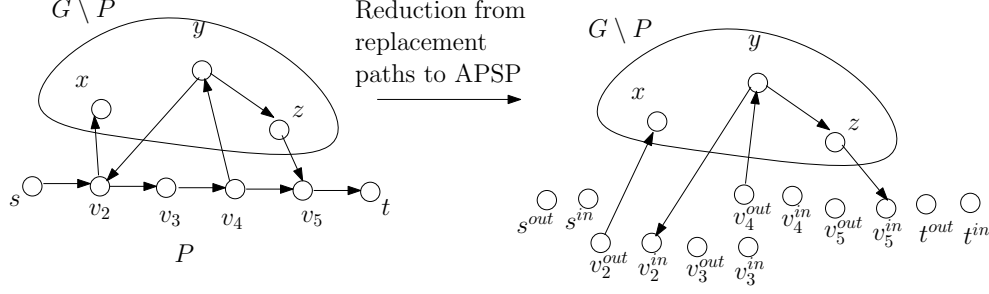 G \ P
y
x
z
s
v₂
v₃
v₄
v₅
t
P
Reduction from
replacement
paths to APSP
G \ P
y
x
z
s^{out} s^{in}
v₄^{out} v₄^{in} v₅^{out} v₅^{in} t^{out} t^{in}
v₂^{out} v₂^{in} v₃^{out} v₃^{in}